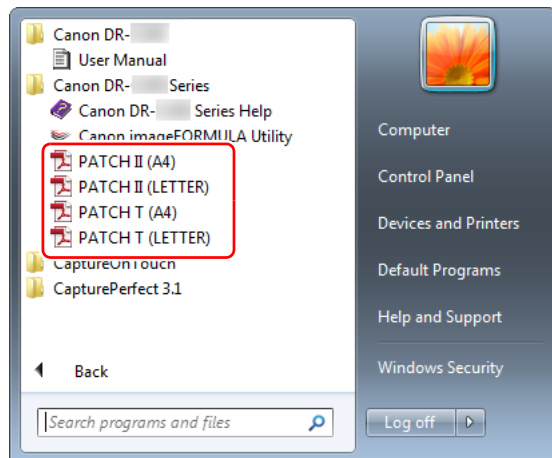 Canon DR-
User Manual
Canon DR- Series
Canon DR- Series Help
Canon imageFORMULA Utility
PATCH II (A4)
PATCH II (LETTER)
PATCH T (A4)
PATCH T (LETTER)
CaptureOnTouch
CapturePerfect 3.1
Back
Search programs and files
Computer
Control Panel
Devices and Printers
Default Programs
Help and Support
Windows Security
Log off